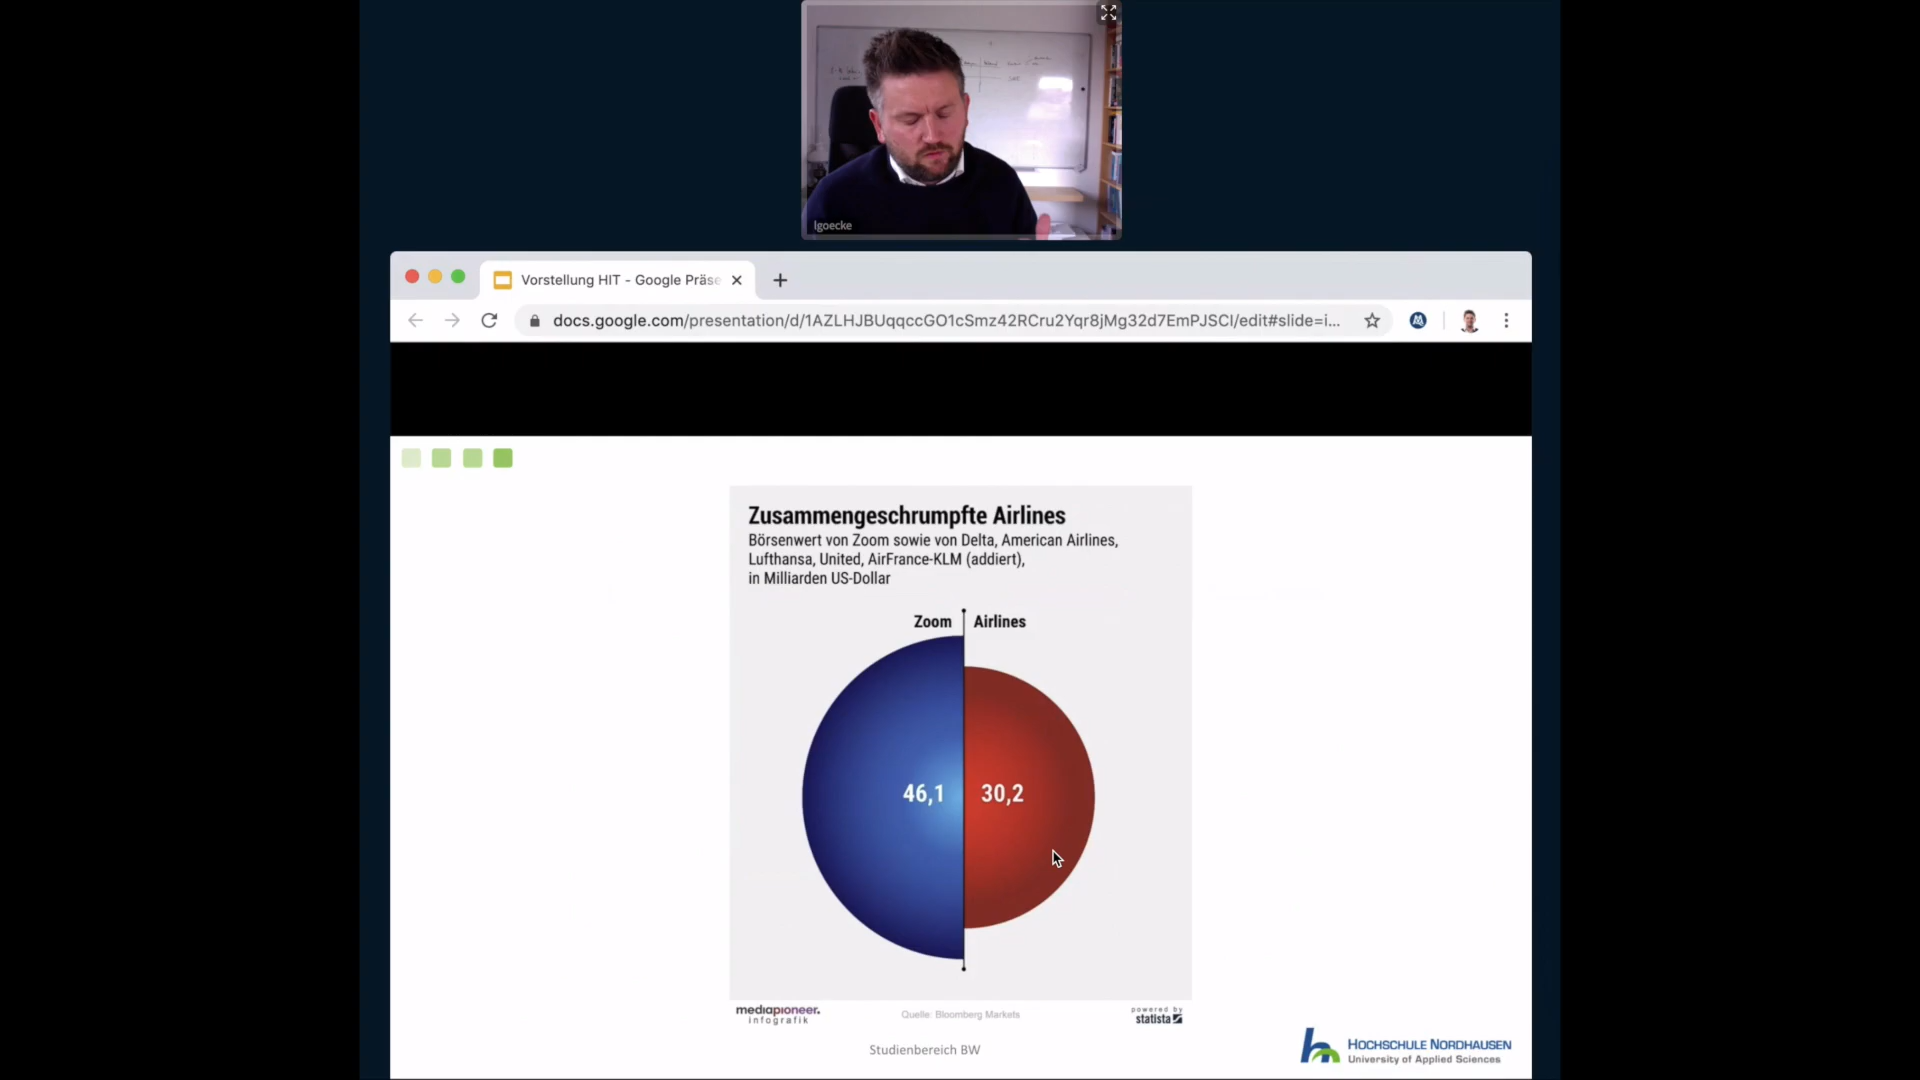 lgoecke
Vorstellung HIT - Google Präse
docs.google.com/presentation/d/1AZLHJBUqqccGO1cSmz42RCru2Yqr8jMg32d7EmPJSCI/edit#slide=i...
Zusammengeschrumpfte Airlines
Börsenwert von Zoom sowie von Delta, American Airlines,
Lufthansa, United, AirFrance-KLM (addiert),
in Milliarden US-Dollar
Zoom Airlines
46,1 30,2
mediapioneer.
infografik
Quelle: Bloomberg Markets
powered by
statista
Studienbereich BW
HOCHSCHULE NORDHAUSEN
University of Applied Sciences